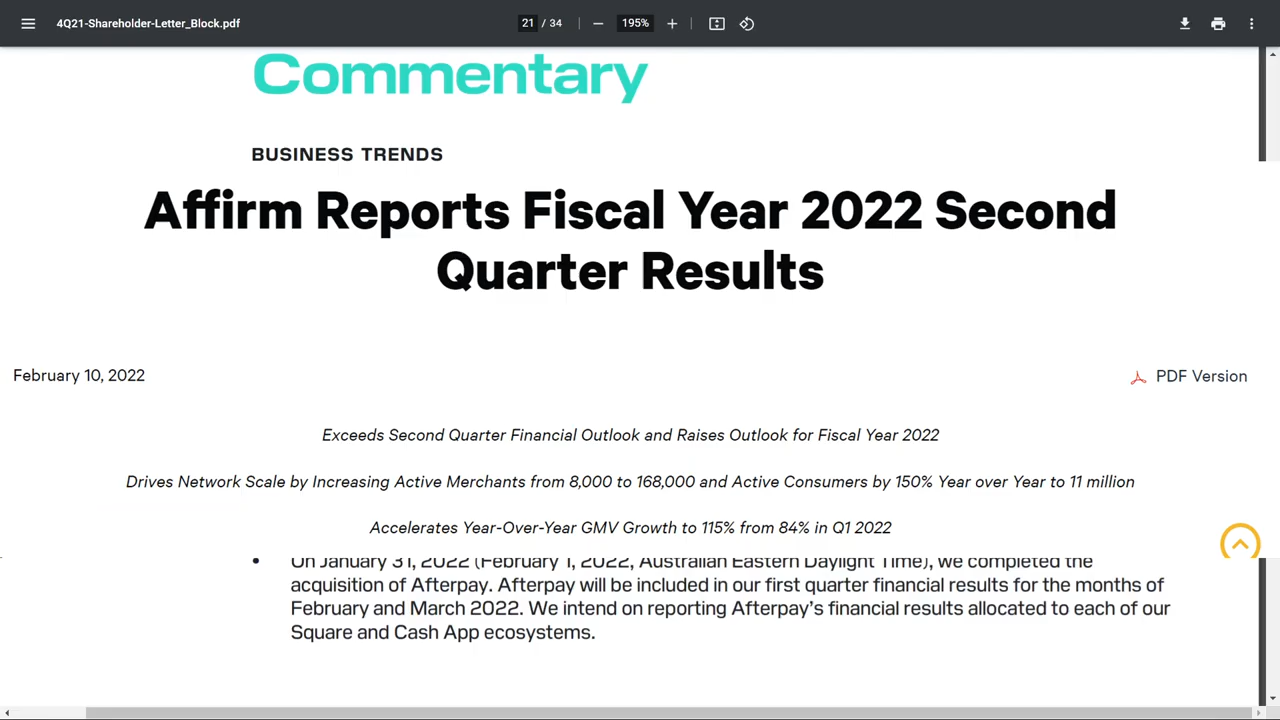 4Q21-Shareholder-Letter_Block.pdf
21 / 34
195%
Commentary
BUSINESS TRENDS
Affirm Reports Fiscal Year 2022 Second
Quarter Results
February 10, 2022
PDF Version
Exceeds Second Quarter Financial Outlook and Raises Outlook for Fiscal Year 2022
Drives Network Scale by Increasing Active Merchants from 8,000 to 168,000 and Active Consumers by 150% Year over Year to 11 million
Accelerates Year-Over-Year GMV Growth to 115% from 84% in Q1 2022
• On January 31, 2022 (February 1, 2022, Australian Eastern Daylight Time), we completed the
acquisition of Afterpay. Afterpay will be included in our first quarter financial results for the months of
February and March 2022. We intend on reporting Afterpay's financial results allocated to each of our
Square and Cash App ecosystems.